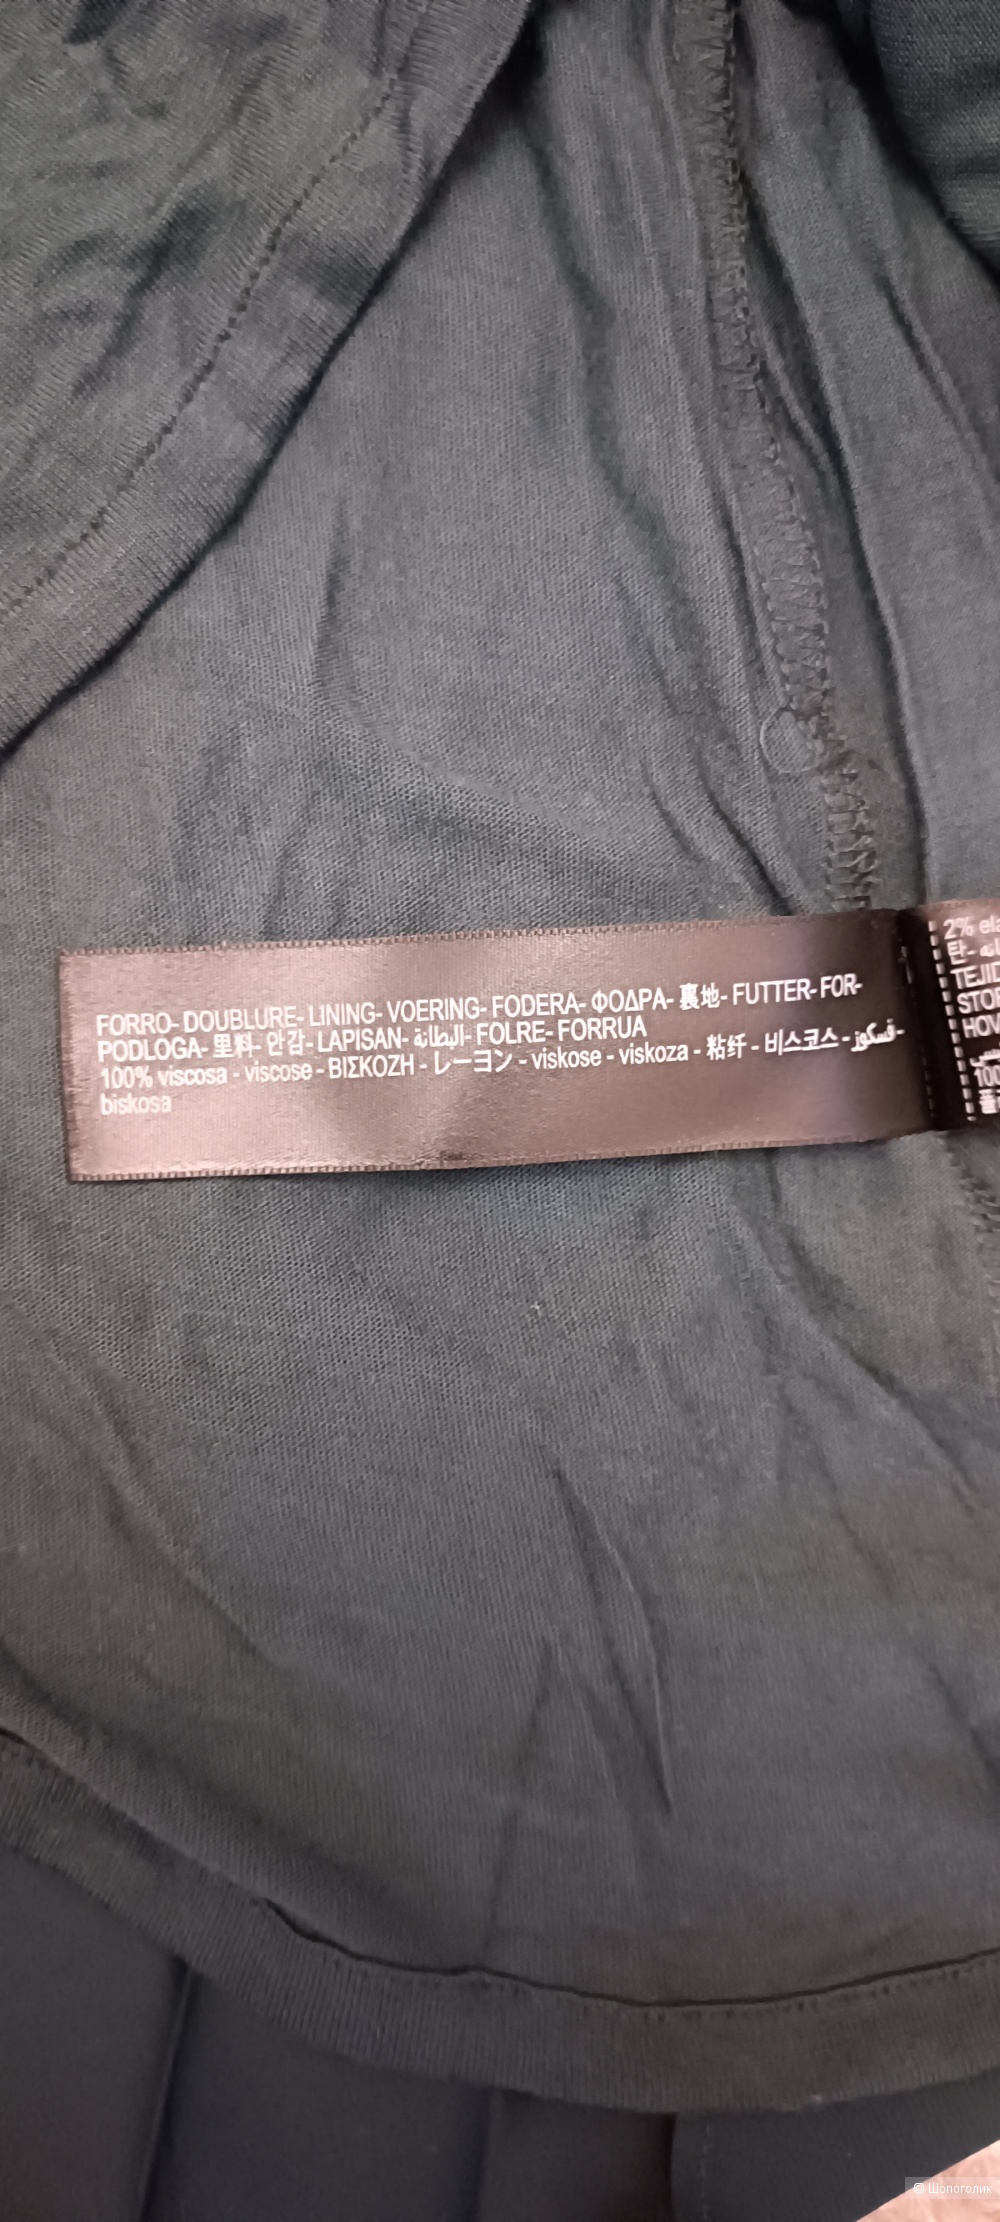 FORRO- DOUBLURE- LINING- VOERING- FODERA- ΦΟΔΡΑ- 裏地- FUTTER- FOR-
PODLOGA- 里料- 안감- LAPISAN- البطانة- FOLRE- FORRUA
100% viscosa - viscose - ΒΙΣΚΟΖΗ - レーヨン - viskose - viskoza - 粘纤 - 비스코스 - فسكوز-
biskosa
2% ela
탄-
TEJID
STOF
HOV
100
© Шопоголик